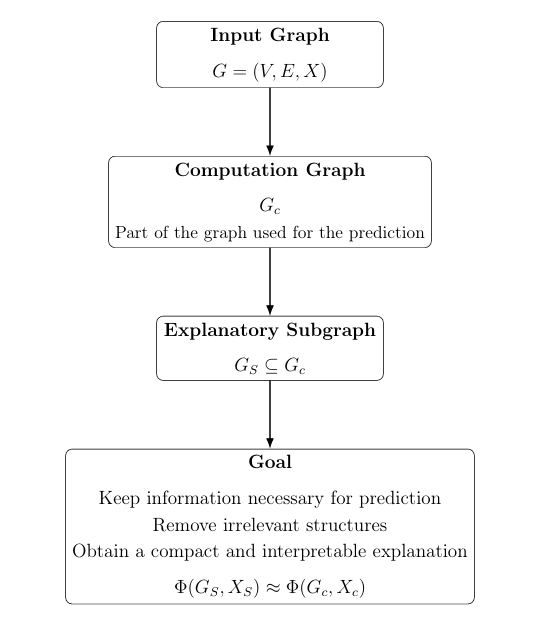 Input Graph
G = (V, E, X)
Computation Graph
G_c
Part of the graph used for the prediction
Explanatory Subgraph
G_S ⊆ G_c
Goal
Keep information necessary for prediction
Remove irrelevant structures
Obtain a compact and interpretable explanation
Φ(G_S, X_S) ≈ Φ(G_c, X_c)